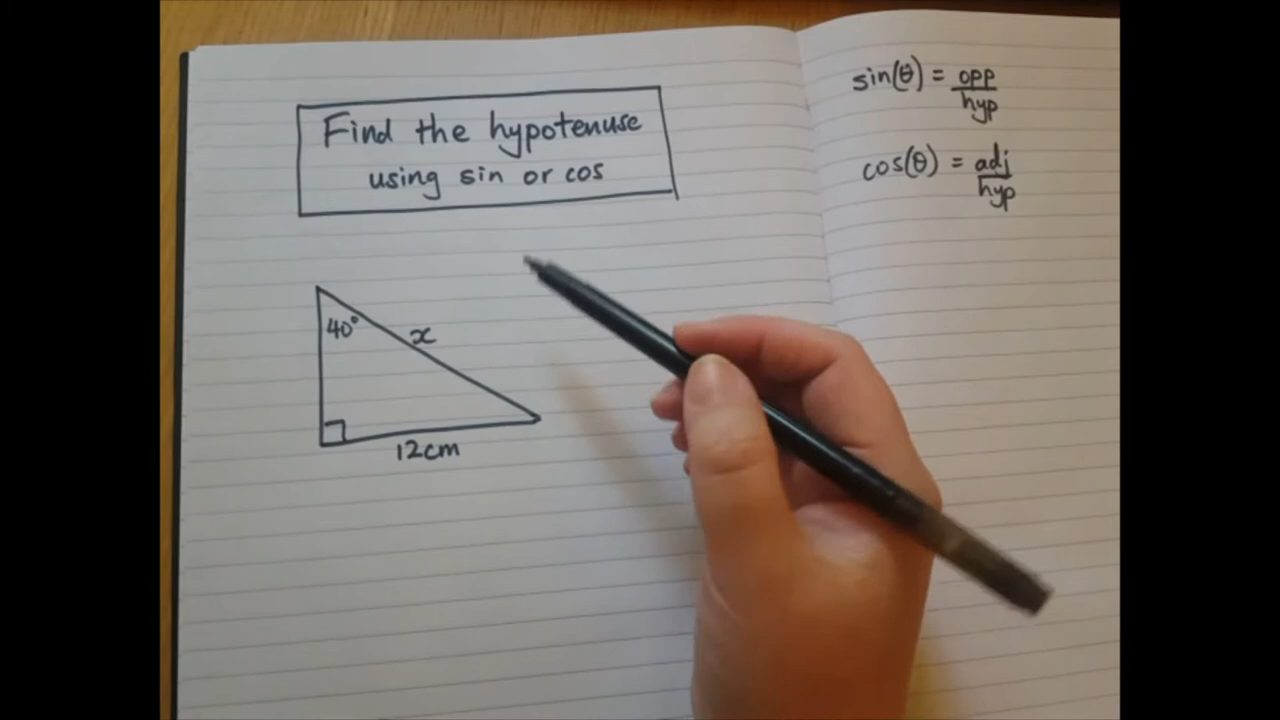 Find the hypotenuse
using sin or cos
sin(θ) = opp
hyp
cos(θ) = adj
hyp
40°
x
12cm